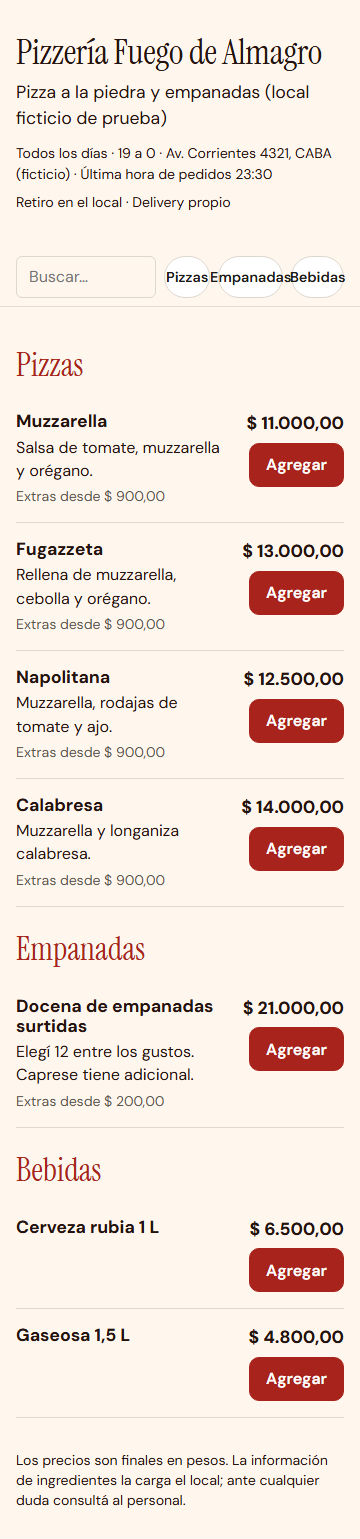 Pizzería Fuego de Almagro
Pizza a la piedra y empanadas (local
ficticio de prueba)
Todos los días · 19 a 0 · Av. Corrientes 4321, CABA
(ficticio) · Última hora de pedidos 23:30
Retiro en el local · Delivery propio
Buscar...
Pizzas
Empanadas
Bebidas
Pizzas
Muzzarella
$ 11.000,00
Salsa de tomate, muzzarella
y orégano.
Agregar
Extras desde $ 900,00
Fugazzeta
$ 13.000,00
Rellena de muzzarella,
cebolla y orégano.
Agregar
Extras desde $ 900,00
Napolitana
$ 12.500,00
Muzzarella, rodajas de
tomate y ajo.
Agregar
Extras desde $ 900,00
Calabresa
$ 14.000,00
Muzzarella y longaniza
calabresa.
Agregar
Extras desde $ 900,00
Empanadas
Docena de empanadas
surtidas
$ 21.000,00
Elegí 12 entre los gustos.
Caprese tiene adicional.
Agregar
Extras desde $ 200,00
Bebidas
Cerveza rubia 1 L
$ 6.500,00
Agregar
Gaseosa 1,5 L
$ 4.800,00
Agregar
Los precios son finales en pesos. La información
de ingredientes la carga el local; ante cualquier
duda consultá al personal.